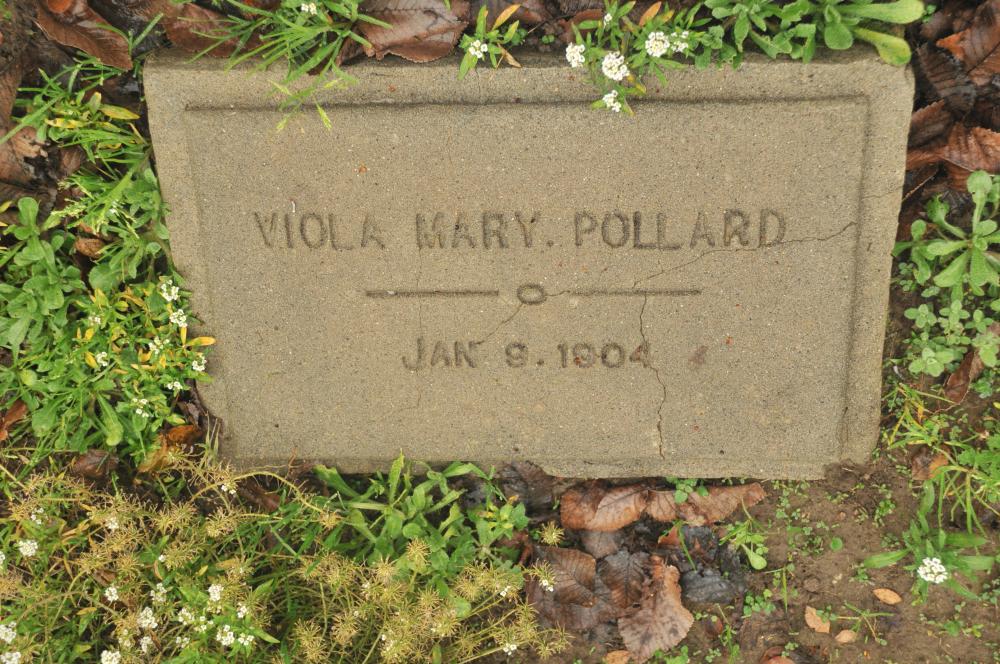 VIOLA MARY. POLLARD
JAN 9. 1904